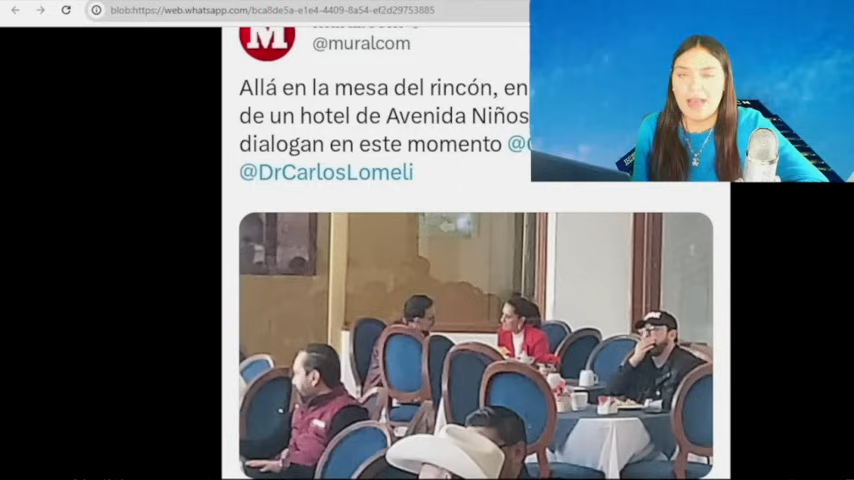 blob:https://web.whatsapp.com/bca8de5a-e1e4-4409-8a54-ef2d29753885
M
@muralcom
Allá en la mesa del rincón, en
de un hotel de Avenida Niños
dialogan en este momento
@DrCarlosLomeli